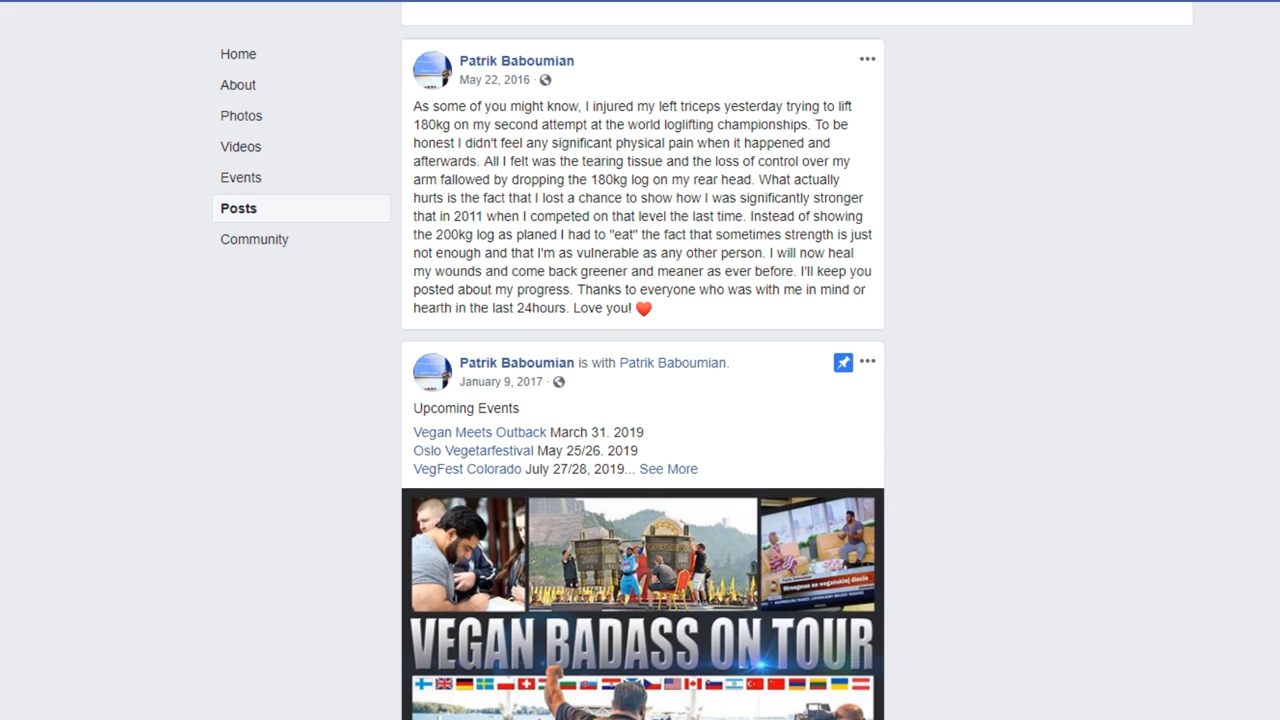 Home
About
Photos
Videos
Events
Posts
Community
Patrik Baboumian
May 22, 2016 ·
As some of you might know, I injured my left triceps yesterday trying to lift
180kg on my second attempt at the world loglifting championships. To be
honest I didn't feel any significant physical pain when it happened and
afterwards. All I felt was the tearing tissue and the loss of control over my
arm fallowed by dropping the 180kg log on my rear head. What actually
hurts is the fact that I lost a chance to show how I was significantly stronger
that in 2011 when I competed on that level the last time. Instead of showing
the 200kg log as planed I had to "eat" the fact that sometimes strength is just
not enough and that I'm as vulnerable as any other person. I will now heal
my wounds and come back greener and meaner as ever before. I'll keep you
posted about my progress. Thanks to everyone who was with me in mind or
hearth in the last 24hours. Love you! ❤️
Patrik Baboumian is with Patrik Baboumian.
January 9, 2017 ·
Upcoming Events
Vegan Meets Outback March 31. 2019
Oslo Vegetarfestival May 25/26. 2019
VegFest Colorado July 27/28, 2019... See More
Patrik Baboumian
Strongman na wegańskiej diecie
VEGAN BADASS ON TOUR